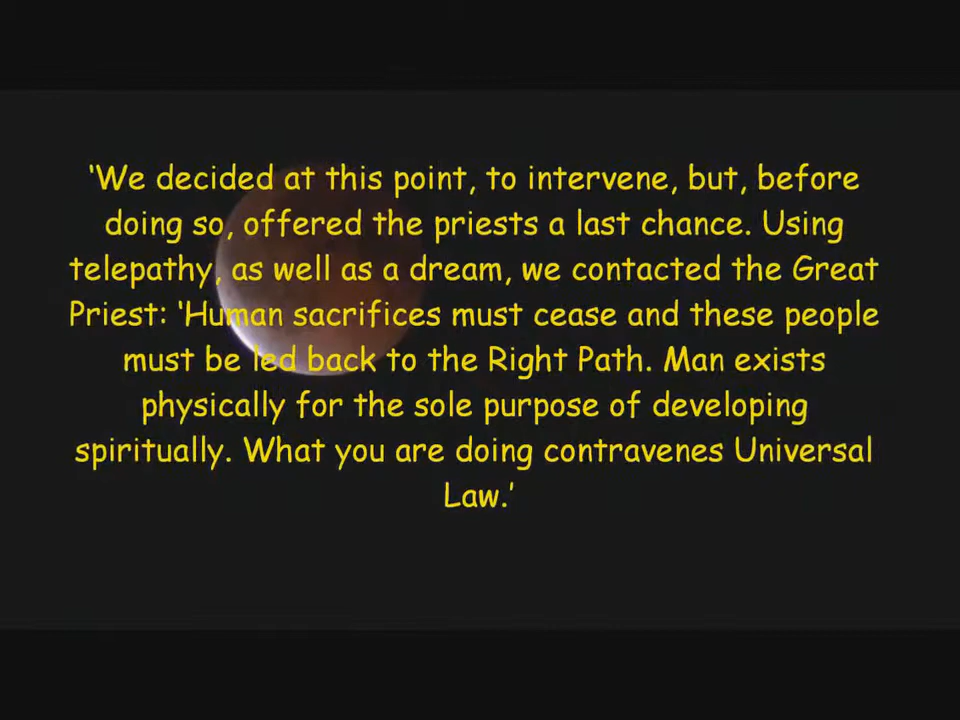 ‘We decided at this point, to intervene, but, before
doing so, offered the priests a last chance. Using
telepathy, as well as a dream, we contacted the Great
Priest: ‘Human sacrifices must cease and these people
must be led back to the Right Path. Man exists
physically for the sole purpose of developing
spiritually. What you are doing contravenes Universal
Law.’